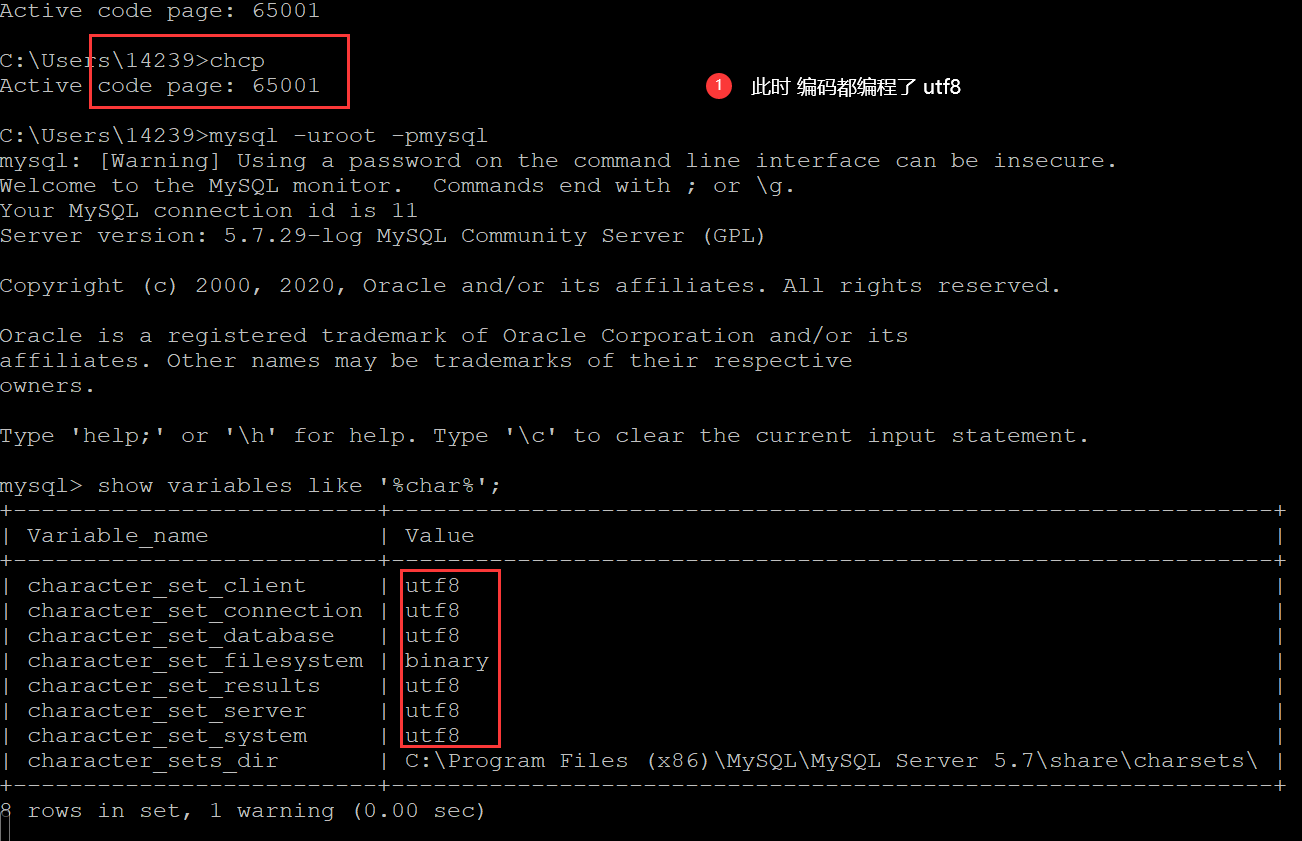 Active code page: 65001
C:\Users\14239>chcp
Active code page: 65001
1 此时 编码都编程了 utf8
C:\Users\14239>mysql -uroot -pmysql
mysql: [Warning] Using a password on the command line interface can be insecure.
Welcome to the MySQL monitor.  Commands end with ; or \g.
Your MySQL connection id is 11
Server version: 5.7.29-log MySQL Community Server (GPL)
Copyright (c) 2000, 2020, Oracle and/or its affiliates. All rights reserved.
Oracle is a registered trademark of Oracle Corporation and/or its
affiliates. Other names may be trademarks of their respective
owners.
Type 'help;' or '\h' for help. Type '\c' to clear the current input statement.
mysql> show variables like '%char%';
+--------------------------+---------------------------------------------------------------+
| Variable_name            | Value                                                         |
+--------------------------+---------------------------------------------------------------+
| character_set_client     | utf8                                                          |
| character_set_connection | utf8                                                          |
| character_set_database   | utf8                                                          |
| character_set_filesystem | binary                                                        |
| character_set_results    | utf8                                                          |
| character_set_server     | utf8                                                          |
| character_set_system     | utf8                                                          |
| character_sets_dir       | C:\Program Files (x86)\MySQL\MySQL Server 5.7\share\charsets\ |
+--------------------------+---------------------------------------------------------------+
8 rows in set, 1 warning (0.00 sec)